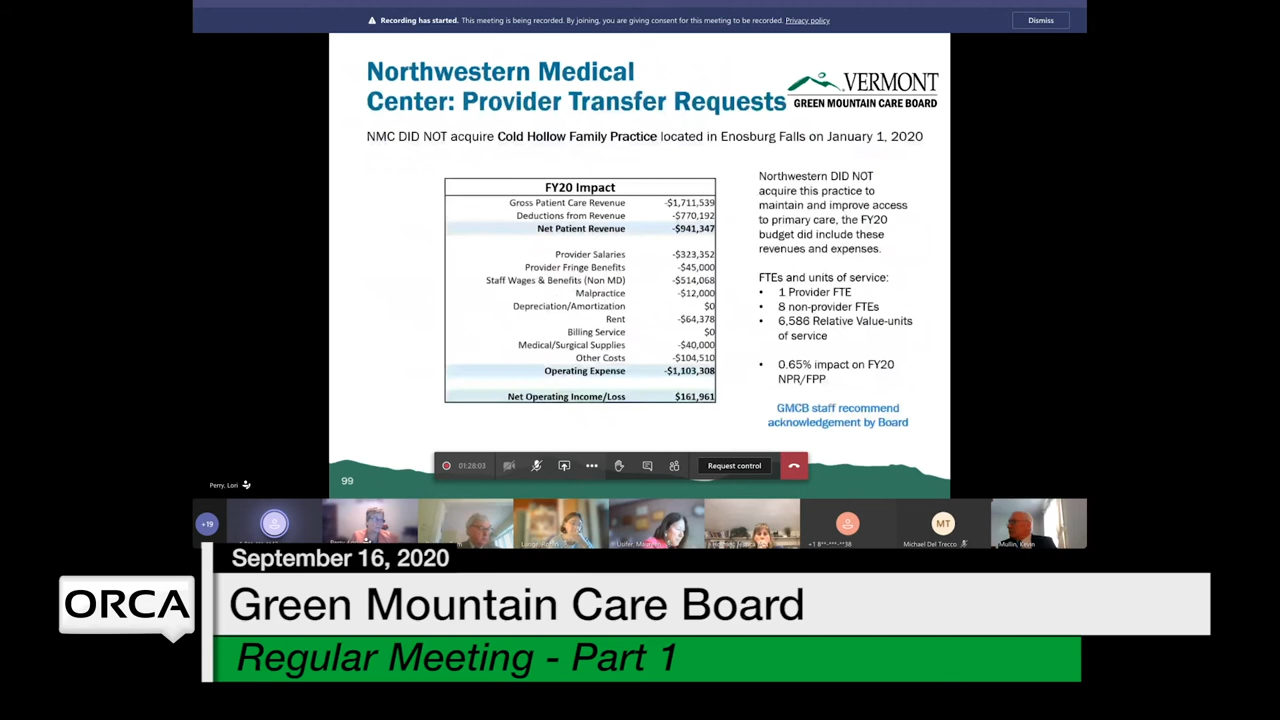 Recording has started. This meeting is being recorded. By joining, you are giving consent for this meeting to be recorded. Privacy policy
Dismiss
Northwestern Medical
Center: Provider Transfer Requests
VERMONT
GREEN MOUNTAIN CARE BOARD
NMC DID NOT acquire Cold Hollow Family Practice located in Enosburg Falls on January 1, 2020
FY20 Impact
Gross Patient Care Revenue -$1,711,539
Deductions from Revenue -$770,192
Net Patient Revenue -$941,347
Provider Salaries -$323,352
Provider Fringe Benefits -$45,000
Staff Wages & Benefits (Non MD) -$514,068
Malpractice -$12,000
Depreciation/Amortization $0
Rent -$64,378
Billing Service $0
Medical/Surgical Supplies -$40,000
Other Costs -$104,510
Operating Expense -$1,103,308
Net Operating Income/Loss $161,961
Northwestern DID NOT
acquire this practice to
maintain and improve access
to primary care, the FY20
budget did include these
revenues and expenses.
FTEs and units of service:
• 1 Provider FTE
• 8 non-provider FTEs
• 6,586 Relative Value-units
of service
• 0.65% impact on FY20
NPR/FPP
GMCB staff recommend
acknowledgement by Board
99
01:28:03
Request control
Perry, Lori
+19
MT
Michael Del Trecco
Mullin, Kevin
September 16, 2020
ORCA
Green Mountain Care Board
Regular Meeting - Part 1